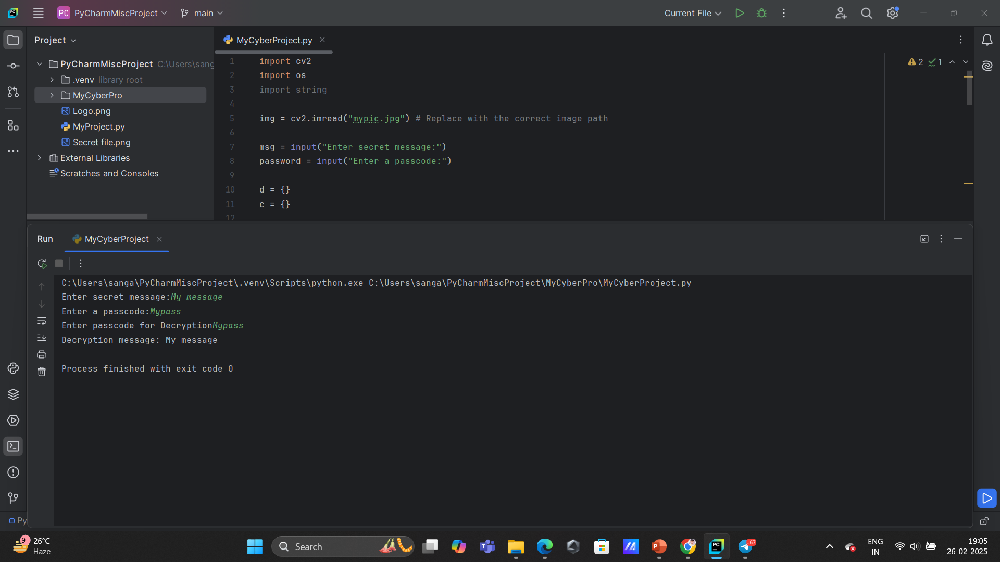 PC PyCharmMiscProject main Current File
Project
MyCyberProject.py
PyCharmMiscProject C:\Users\sang
.venv library root
MyCyberPro
Logo.png
MyProject.py
Secret file.png
External Libraries
Scratches and Consoles
2 1
1 import cv2
2 import os
3 import string
4
5 img = cv2.imread("mypic.jpg") # Replace with the correct image path
6
7 msg = input("Enter secret message:")
8 password = input("Enter a passcode:")
9
10 d = {}
11 c = {}
12
Run MyCyberProject
C:\Users\sanga\PyCharmMiscProject\.venv\Scripts\python.exe C:\Users\sanga\PyCharmMiscProject\MyCyberPro\MyCyberProject.py
Enter secret message:My message
Enter a passcode:Mypass
Enter passcode for DecryptionMypass
Decryption message: My message
Process finished with exit code 0
Py
9+ 26°C
Haze
Search
.67
ENG
IN
19:05
26-02-2025